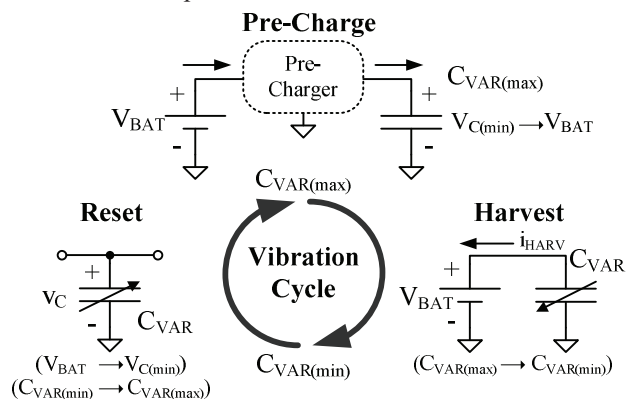 Pre-Charge
Pre-
Charger
C_VAR(max)
+
+
V_BAT
V_C(min) → V_BAT
-
-
C_VAR(max)
Reset
Vibration
Cycle
Harvest
i_HARV
+
v_C
-
C_VAR
(V_BAT → V_C(min))
(C_VAR(min) → C_VAR(max))
C_VAR(min)
+
C_VAR
V_BAT
-
(C_VAR(max) → C_VAR(min))